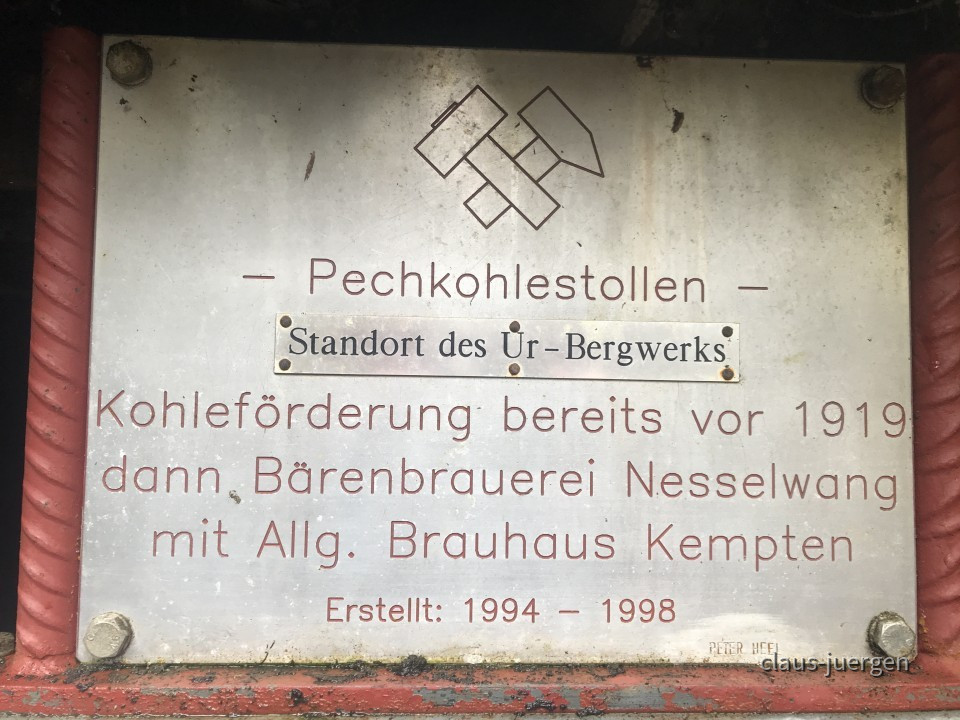 – Pechkohlestollen –
Standort des Ur-Bergwerks
Kohleförderung bereits vor 1919
dann Bärenbrauerei Nesselwang
mit Allg. Brauhaus Kempten
Erstellt: 1994 – 1998
PETER
claus-juergen